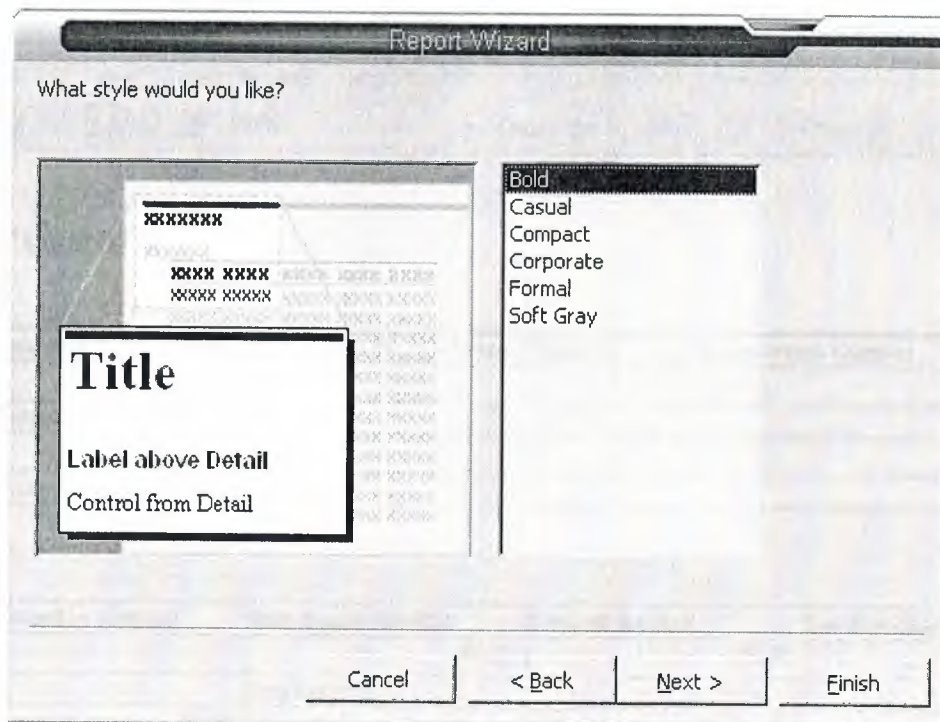 Report Wizard
What style would you like?
XXXXXXX
XXXX XXXX
XXXXX XXXXX
Title
Label above Detail
Control from Detail
Bold
Casual
Compact
Corporate
Formal
Soft Gray
Cancel
< Back
Next >
Finish